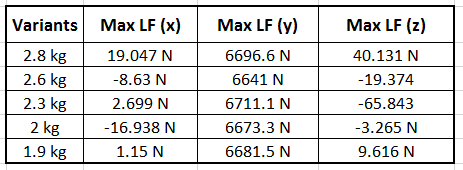 Variants Max LF (x) Max LF (y) Max LF (z)
2.8 kg 19.047 N 6696.6 N 40.131 N
2.6 kg -8.63 N 6641 N -19.374
2.3 kg 2.699 N 6711.1 N -65.843
2 kg -16.938 N 6673.3 N -3.265 N
1.9 kg 1.15 N 6681.5 N 9.616 N